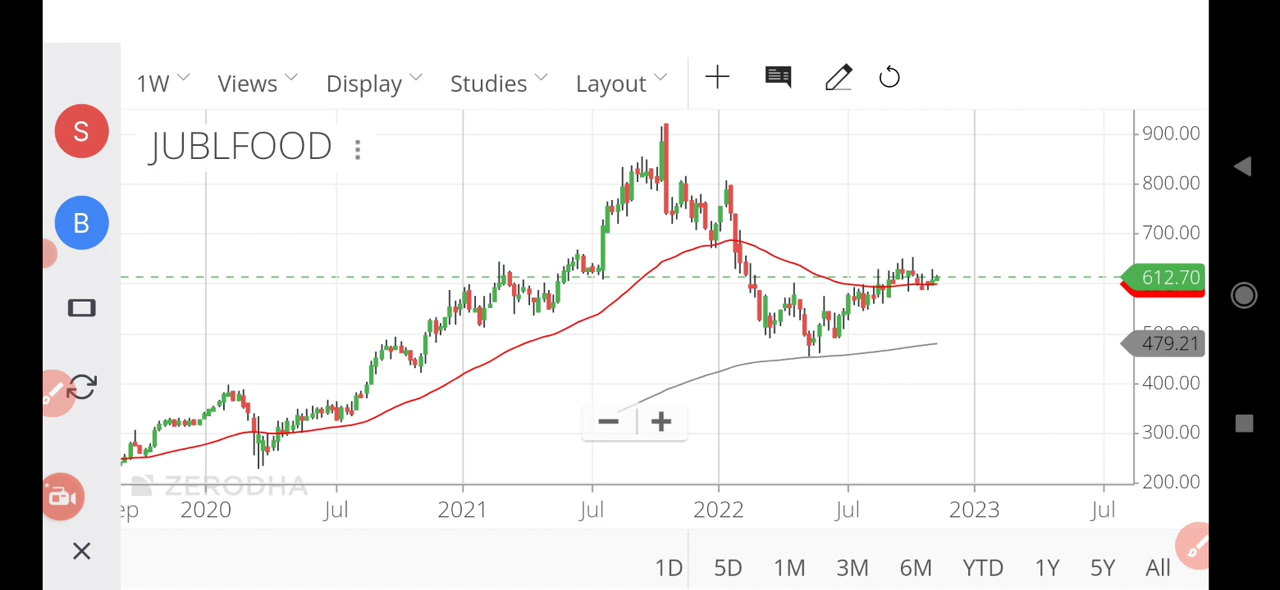 1W Views Display Studies Layout
S
JUBLFOOD
B
900.00
800.00
700.00
612.70
500.00
479.21
400.00
300.00
200.00
ZERODHA
ep 2020 Jul 2021 Jul 2022 Jul 2023 Jul
1D 5D 1M 3M 6M YTD 1Y 5Y All